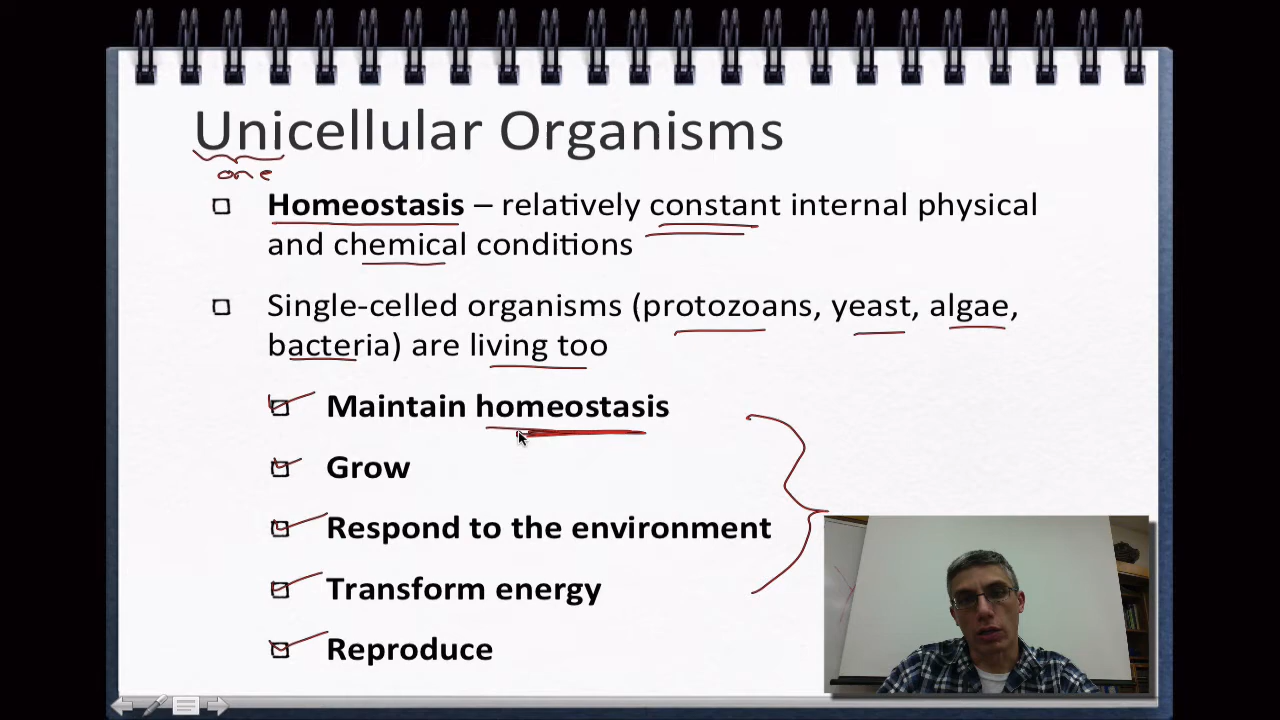 Unicellular Organisms
one
Homeostasis – relatively constant internal physical
and chemical conditions
Single-celled organisms (protozoans, yeast, algae,
bacteria) are living too
Maintain homeostasis
Grow
Respond to the environment
Transform energy
Reproduce